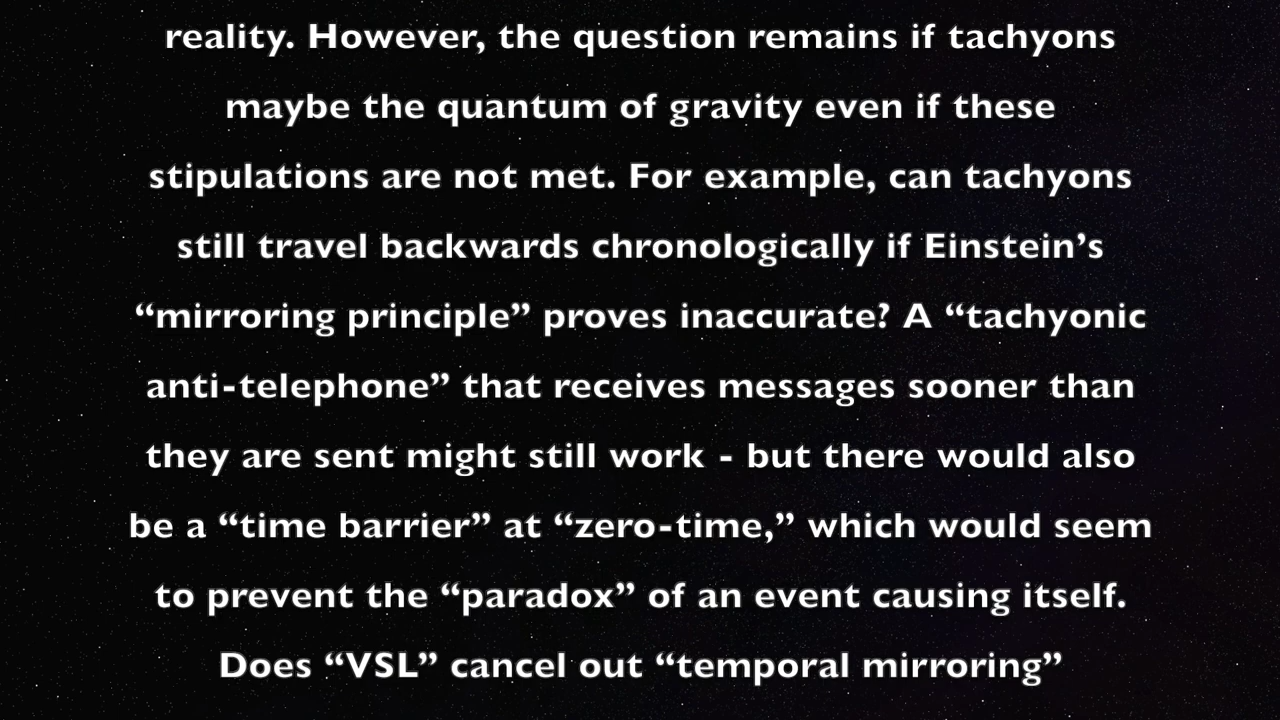 reality. However, the question remains if tachyons
maybe the quantum of gravity even if these
stipulations are not met. For example, can tachyons
still travel backwards chronologically if Einstein’s
“mirroring principle” proves inaccurate? A “tachyonic
anti-telephone” that receives messages sooner than
they are sent might still work - but there would also
be a “time barrier” at “zero-time,” which would seem
to prevent the “paradox” of an event causing itself.
Does “VSL” cancel out “temporal mirroring”